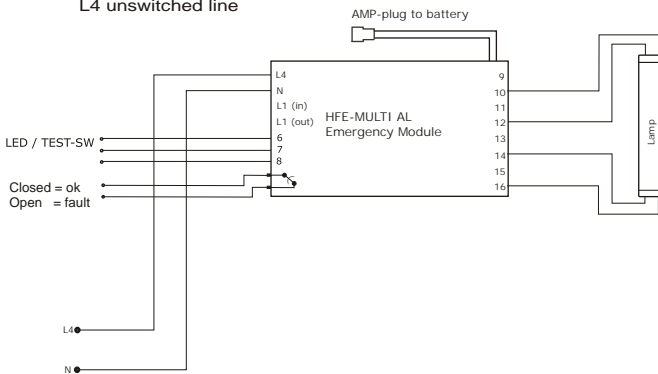 L4 unswitched line
AMP-plug to battery
L4
N
L1 (in)
L1 (out)
6
7
8
HFE-MULTI AL
Emergency Module
9
10
11
12
13
14
15
16
Lamp
LED / TEST-SW
Closed = ok
Open = fault
L4
N